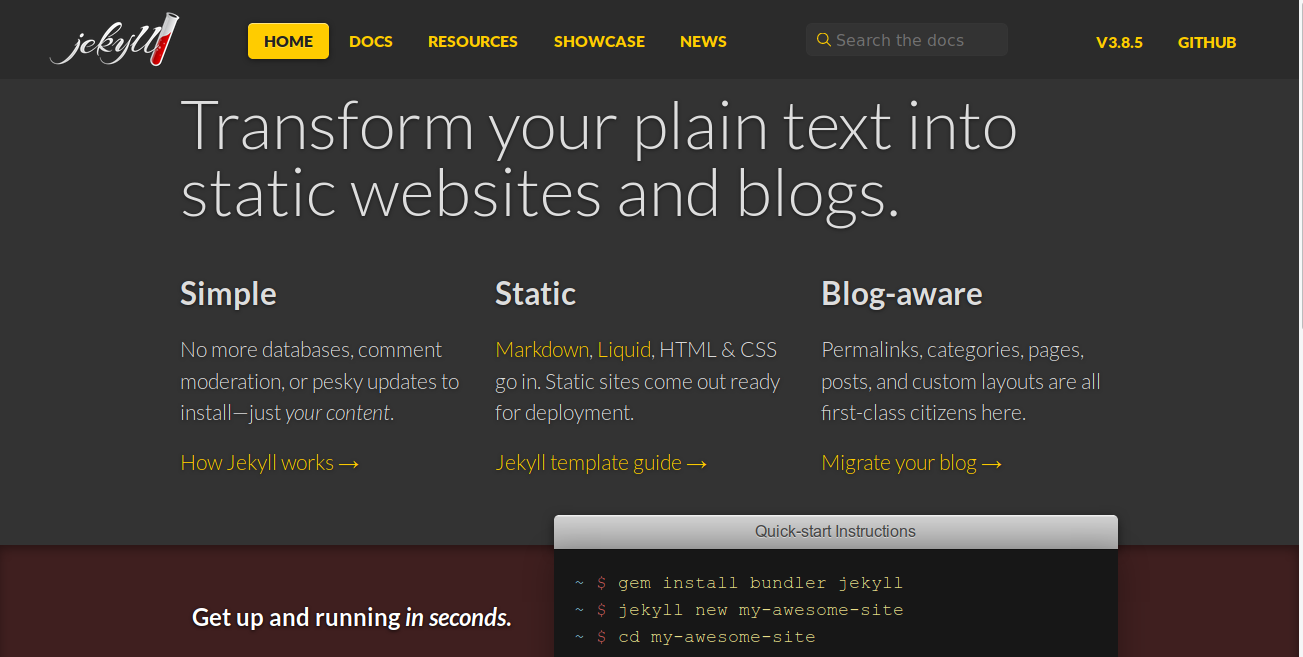 jekyll
HOME DOCS RESOURCES SHOWCASE NEWS Search the docs V3.8.5 GITHUB
Transform your plain text into
static websites and blogs.
Simple
No more databases, comment
moderation, or pesky updates to
install—just your content.
How Jekyll works →
Static
Markdown, Liquid, HTML & CSS
go in. Static sites come out ready
for deployment.
Jekyll template guide →
Blog-aware
Permalinks, categories, pages,
posts, and custom layouts are all
first-class citizens here.
Migrate your blog →
Get up and running in seconds.
Quick-start Instructions
~ $ gem install bundler jekyll
~ $ jekyll new my-awesome-site
~ $ cd my-awesome-site